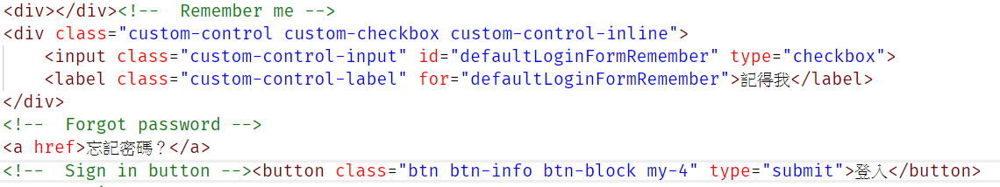 <div></div><!--  Remember me -->
<div class="custom-control custom-checkbox custom-control-inline">
    <input class="custom-control-input" id="defaultLoginFormRemember" type="checkbox">
    <label class="custom-control-label" for="defaultLoginFormRemember">記得我</label>
</div>
<!--  Forgot password -->
<a href>忘記密碼？</a>
<!--  Sign in button --><button class="btn btn-info btn-block my-4" type="submit">登入</button>